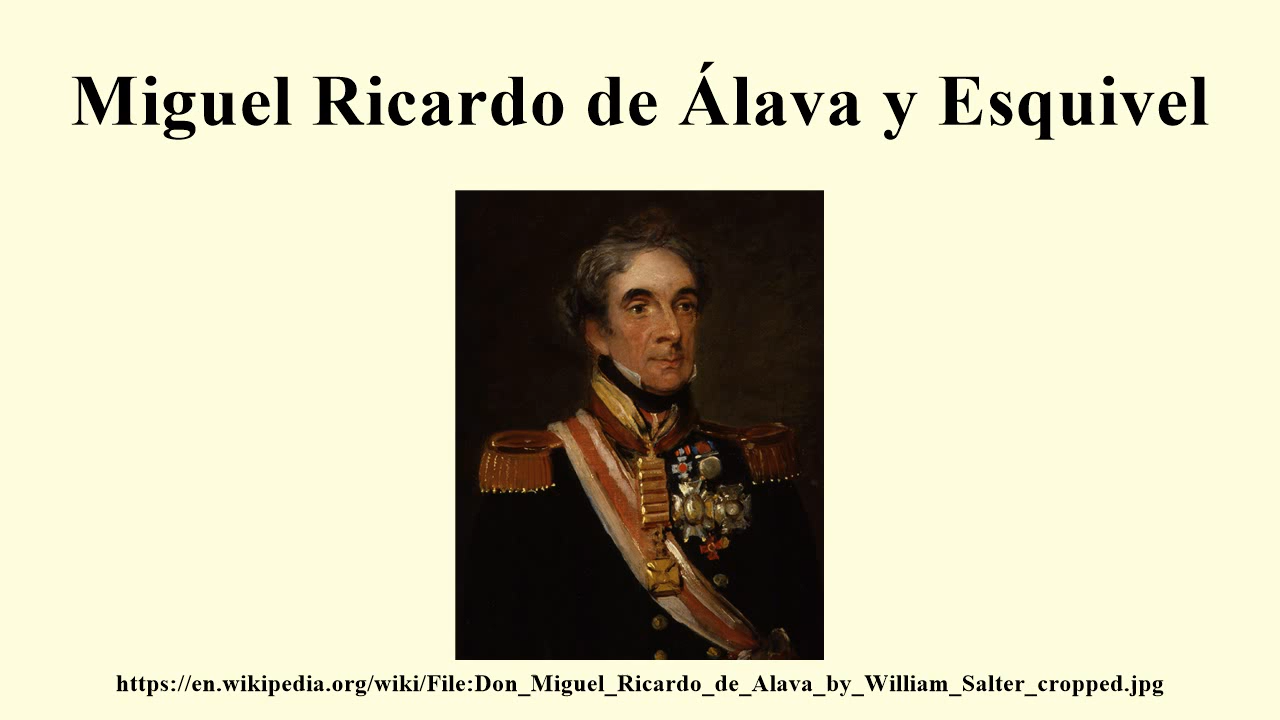 Miguel Ricardo de Álava y Esquivel
https://en.wikipedia.org/wiki/File:Don_Miguel_Ricardo_de_Alava_by_William_Salter_cropped.jpg